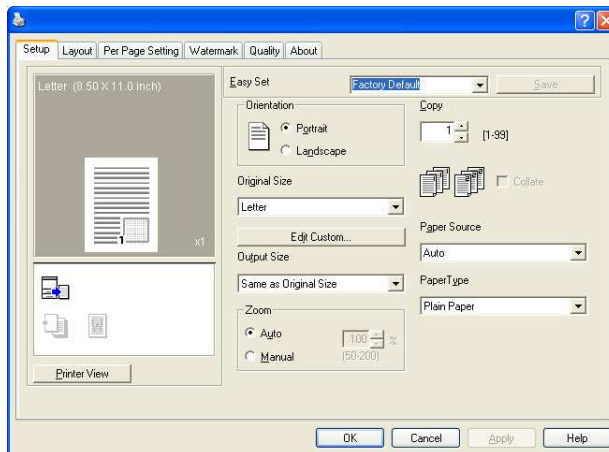 Setup Layout Per Page Setting Watermark Quality About
Letter (8.50 X 11.0 inch)
1
x1
Printer View
Easy Set Factory Default Save
Orientation
Portrait
Landscape
Original Size
Letter
Edit Custom...
Output Size
Same as Original Size
Zoom
Auto
Manual
100 %
(50-200)
Copy
1 [1-99]
Collate
Paper Source
Auto
PaperType
Plain Paper
OK Cancel Apply Help